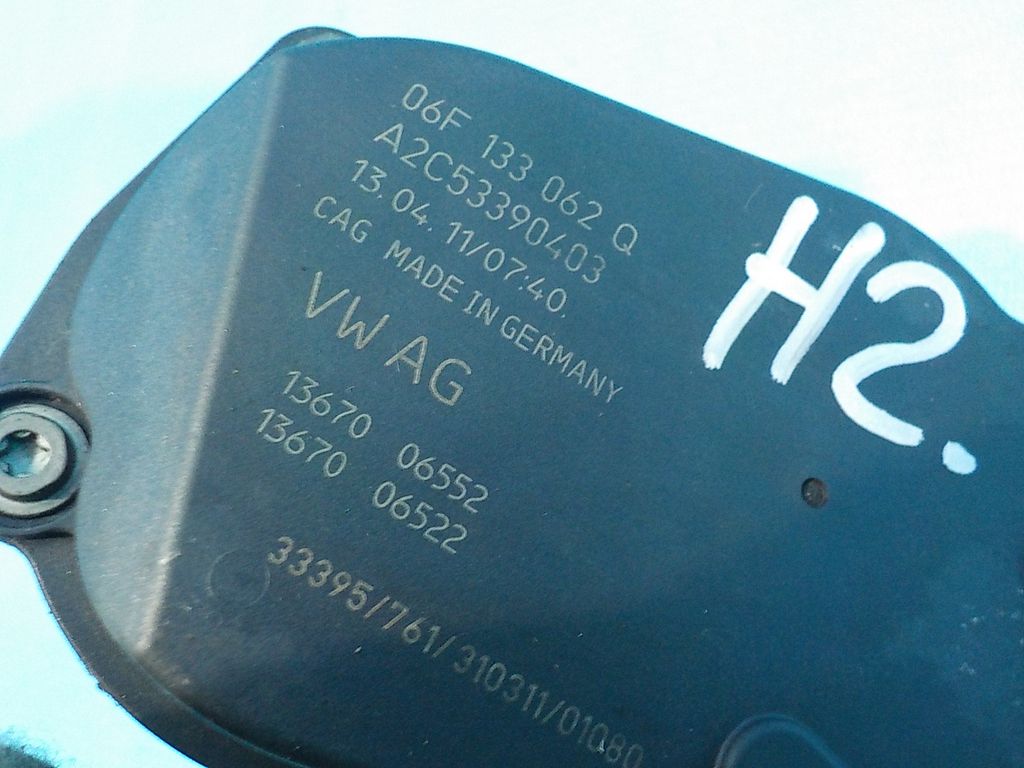 06F 133 062 Q
A2C53390403
13.04.11/07:40.
CAG MADE IN GERMANY
VW AG
13670 06552
13670 06522
33395/761/310311/01080
H2.